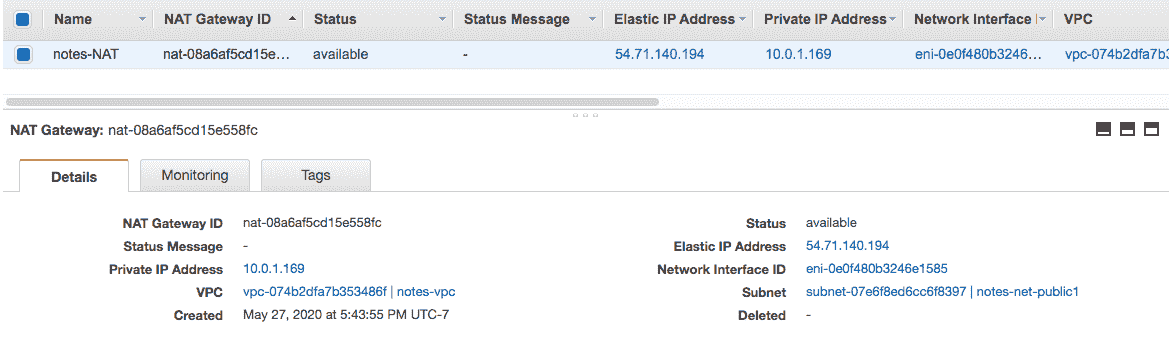 Name NAT Gateway ID Status Status Message Elastic IP Address Private IP Address Network Interface VPC
notes-NAT nat-08a6af5cd15e... available - 54.71.140.194 10.0.1.169 eni-0e0f480b3246... vpc-074b2dfa7b3
NAT Gateway: nat-08a6af5cd15e558fc
Details Monitoring Tags
NAT Gateway ID nat-08a6af5cd15e558fc Status available
Status Message - Elastic IP Address 54.71.140.194
Private IP Address 10.0.1.169 Network Interface ID eni-0e0f480b3246e1585
VPC vpc-074b2dfa7b353486f | notes-vpc Subnet subnet-07e6f8ed6cc6f8397 | notes-net-public1
Created May 27, 2020 at 5:43:55 PM UTC-7 Deleted -